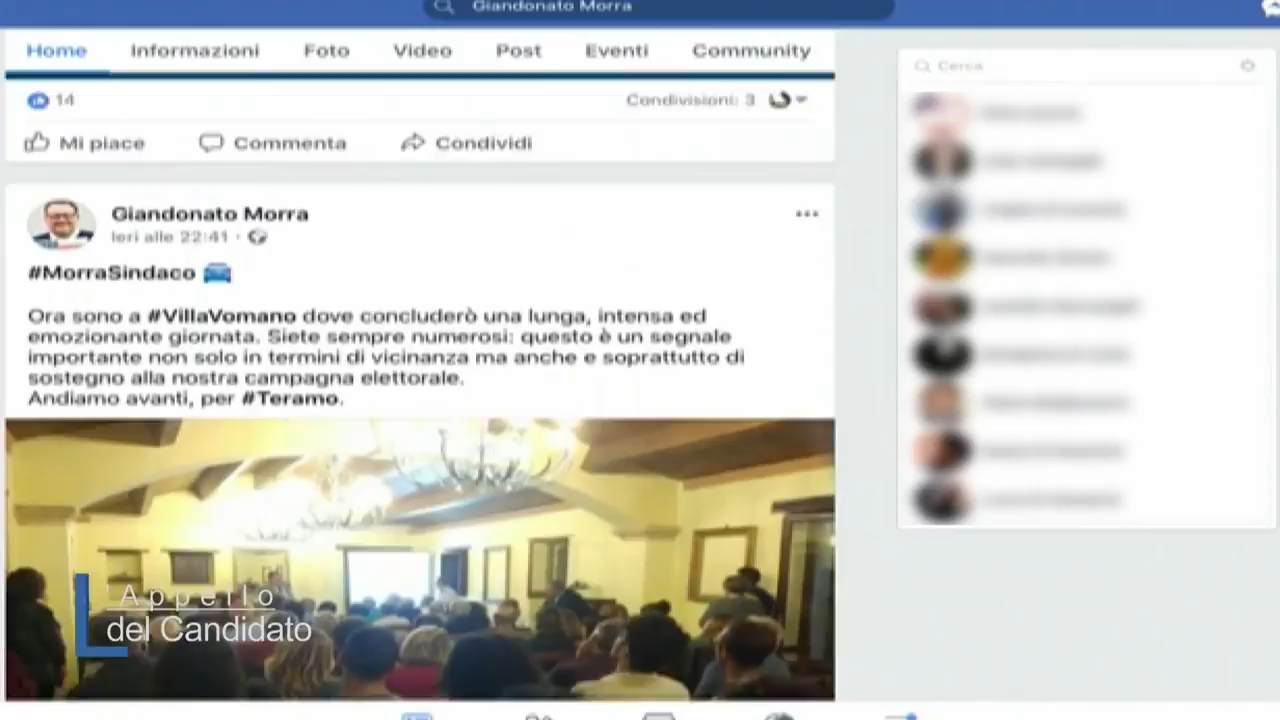 Giandonato Morra
Home Informazioni Foto Video Post Eventi Community
Cerca
14 Condivisioni: 3
Mi piace Commenta Condividi
Giandonato Morra
Ieri alle 22:41 ·
#MorraSindaco
Ora sono a #VillaVomano dove concluderò una lunga, intensa ed
emozionante giornata. Siete sempre numerosi: questo è un segnale
importante non solo in termini di vicinanza ma anche e soprattutto di
sostegno alla nostra campagna elettorale.
Andiamo avanti, per #Teramo.
L'Appello
del Candidato